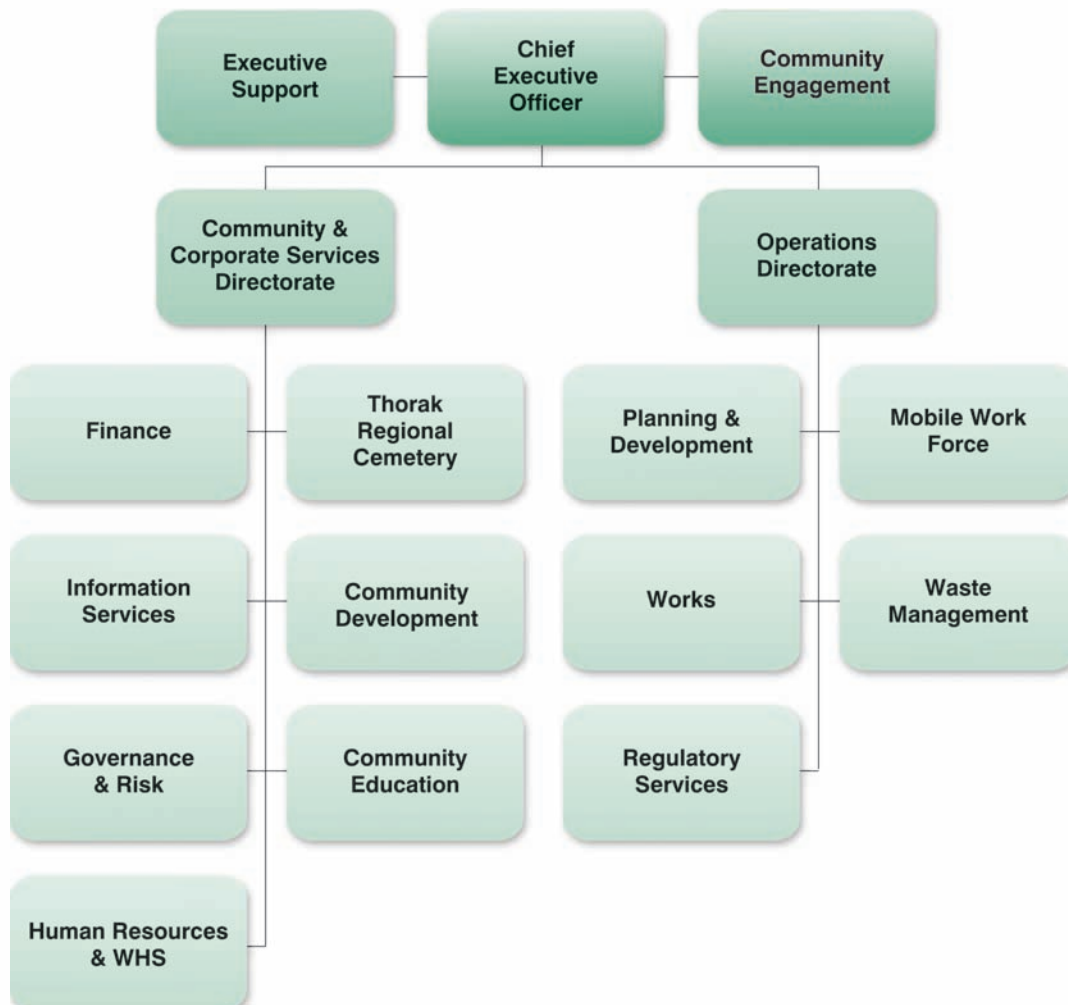 Executive
Support
Chief
Executive
Officer
Community
Engagement
Community &
Corporate Services
Directorate
Operations
Directorate
Finance
Thorak
Regional
Cemetery
Planning &
Development
Mobile Work
Force
Information
Services
Community
Development
Works
Waste
Management
Governance
& Risk
Community
Education
Regulatory
Services
Human Resources
& WHS